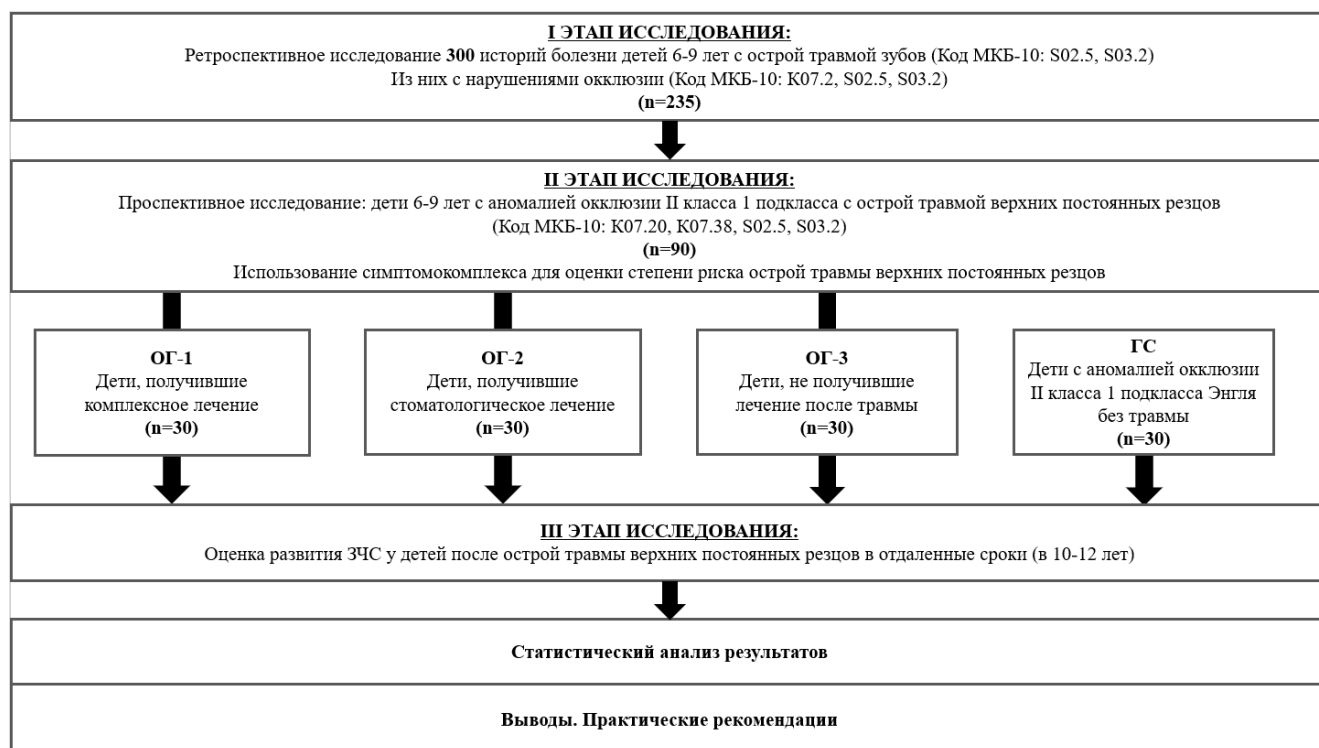 I ЭТАП ИССЛЕДОВАНИЯ:
Ретроспективное исследование 300 историй болезни детей 6-9 лет с острой травмой зубов (Код МКБ-10: S02.5, S03.2)
Из них с нарушениями окклюзии (Код МКБ-10: K07.2, S02.5, S03.2)
(n=235)
II ЭТАП ИССЛЕДОВАНИЯ:
Проспективное исследование: дети 6-9 лет с аномалией окклюзии II класса 1 подкласса с острой травмой верхних постоянных резцов
(Код МКБ-10: K07.20, K07.38, S02.5, S03.2)
(n=90)
Использование симптомокомплекса для оценки степени риска острой травмы верхних постоянных резцов
ОГ-1
Дети, получившие
комплексное лечение
(n=30)
ОГ-2
Дети, получившие
стоматологическое лечение
(n=30)
ОГ-3
Дети, не получившие
лечение после травмы
(n=30)
ГС
Дети с аномалией окклюзии
II класса 1 подкласса Энгля
без травмы
(n=30)
III ЭТАП ИССЛЕДОВАНИЯ:
Оценка развития ЗЧС у детей после острой травмы верхних постоянных резцов в отдаленные сроки (в 10-12 лет)
Статистический анализ результатов
Выводы. Практические рекомендации